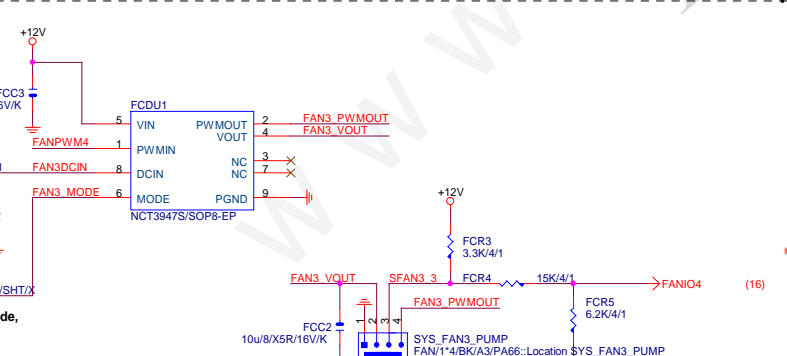 +12V
FCC3
6V/K
FCDU1
5 VIN PWMOUT 2 FAN3_PWMOUT
VOUT 4 FAN3_VOUT
FANPWM4 1 PWMIN
NC 3
FAN3DCIN 8 DCIN NC 7
FAN3_MODE 6 MODE PGND 9
NCT3947S/SOP8-EP
+12V
FCR3
3.3K/4/1
FAN3_VOUT SFAN3_3 FCR4 15K/4/1 FANIO4 (16)
/SHT/X
FAN3_PWMOUT
FCR5
6.2K/4/1
de,
1 2 3 4
FCC2
10u/8/X5R/16V/K
SYS_FAN3_PUMP
FAN/1*4/BK/A3/PA66::Location SYS_FAN3_PUMP
w w w